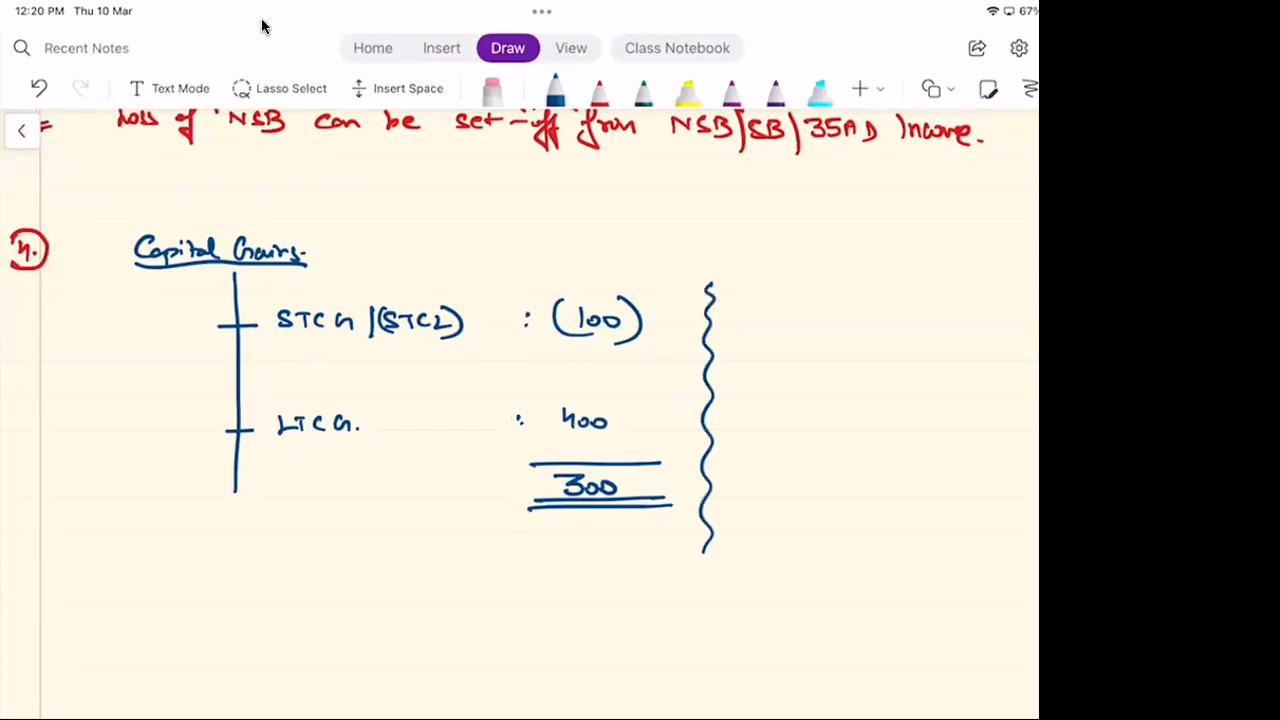 12:20 PM Thu 10 Mar 67%
Recent Notes Home Insert Draw View Class Notebook
Text Mode Lasso Select Insert Space
= Loss of NSB can be set-off from NSB/SB/35AD Income.
4. Capital Gains.
STCG/(STCL) : (100)
LTCG. : 400
300